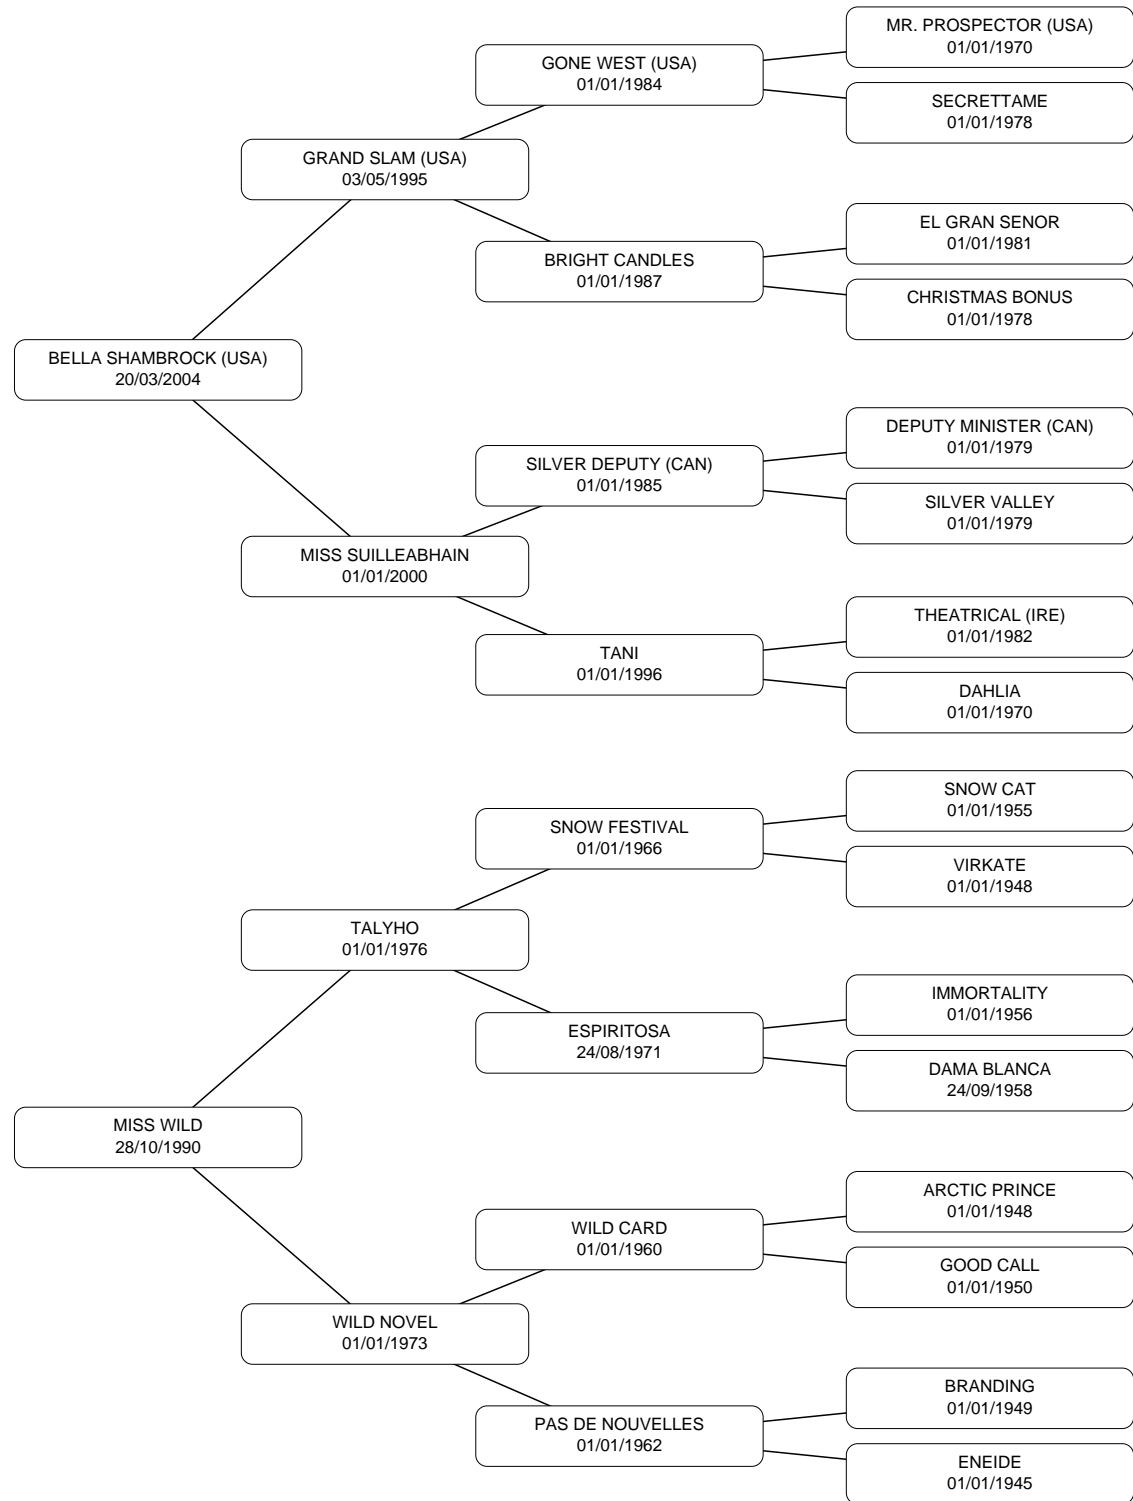 MR. PROSPECTOR (USA)
01/01/1970
GONE WEST (USA)
01/01/1984
SECRETTAME
01/01/1978
GRAND SLAM (USA)
03/05/1995
EL GRAN SENOR
01/01/1981
BRIGHT CANDLES
01/01/1987
CHRISTMAS BONUS
01/01/1978
BELLA SHAMBROCK (USA)
20/03/2004
DEPUTY MINISTER (CAN)
01/01/1979
SILVER DEPUTY (CAN)
01/01/1985
SILVER VALLEY
01/01/1979
MISS SUILLEABHAIN
01/01/2000
THEATRICAL (IRE)
01/01/1982
TANI
01/01/1996
DAHLIA
01/01/1970
SNOW CAT
01/01/1955
SNOW FESTIVAL
01/01/1966
VIRKATE
01/01/1948
TALYHO
01/01/1976
IMMORTALITY
01/01/1956
ESPIRITOSA
24/08/1971
DAMA BLANCA
24/09/1958
MISS WILD
28/10/1990
ARCTIC PRINCE
01/01/1948
WILD CARD
01/01/1960
GOOD CALL
01/01/1950
WILD NOVEL
01/01/1973
BRANDING
01/01/1949
PAS DE NOUVELLES
01/01/1962
ENEIDE
01/01/1945